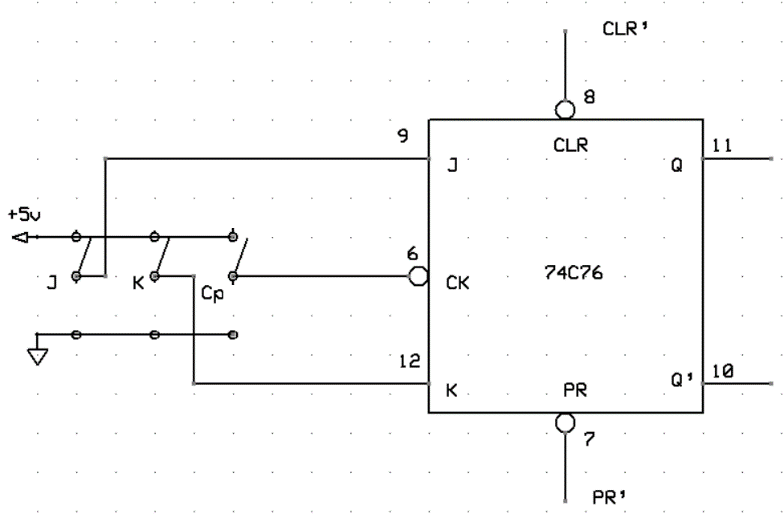 CLR'
8
9
CLR
11
J
Q
+5v
6
J
K
Cp
CK
74C76
12
K
PR
Q'
10
7
PR'